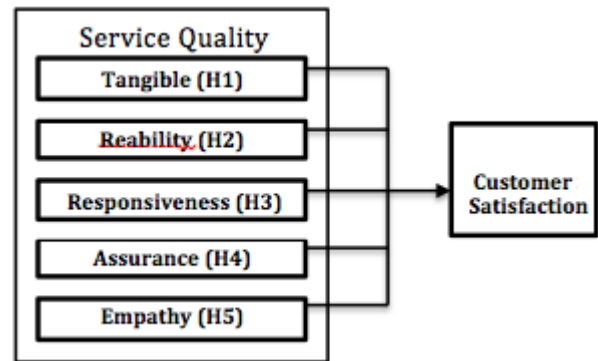 Service Quality
Tangible (H1)
Reability (H2)
Responsiveness (H3)
Assurance (H4)
Empathy (H5)
Customer
Satisfaction